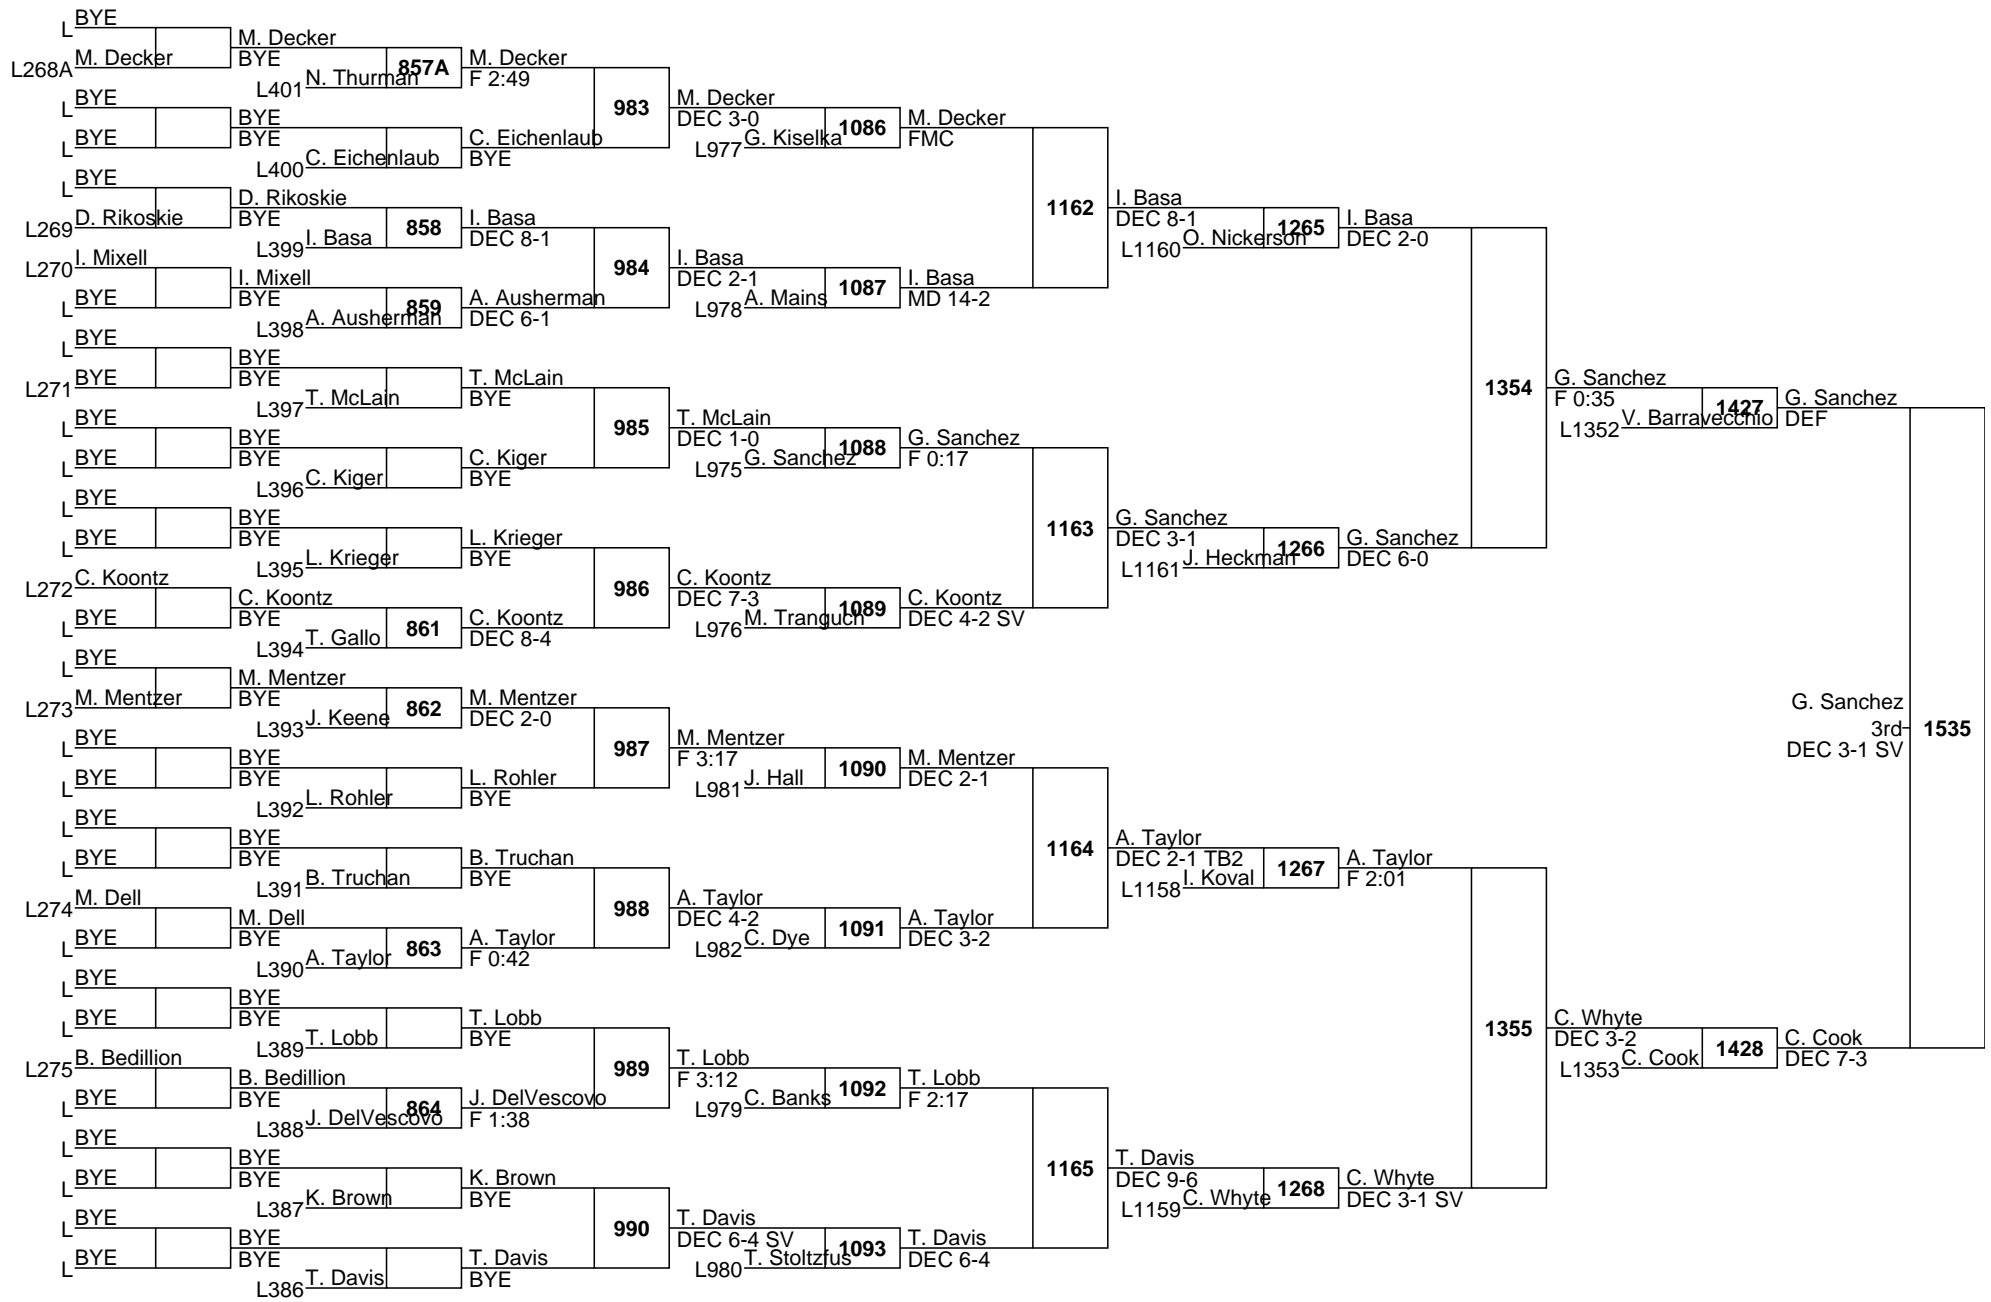 BYE
L
M. Decker
L268A
M. Decker
BYE
N. Thurman
L401
857A
M. Decker
F 2:49
BYE
L
BYE
L
BYE
BYE
C. Eichenlaub
L400
C. Eichenlaub
BYE
983
M. Decker
DEC 3-0
G. Kiselka
L977
1086
M. Decker
FMC
BYE
L
D. Rikoskie
L269
D. Rikoskie
BYE
I. Basa
L399
858
I. Basa
DEC 8-1
I. Mixell
L270
BYE
L
I. Mixell
BYE
A. Ausherman
L398
859
A. Ausherman
DEC 6-1
984
I. Basa
DEC 2-1
A. Mains
L978
1087
I. Basa
MD 14-2
1162
I. Basa
DEC 8-1
O. Nickerson
L1160
1265
I. Basa
DEC 2-0
BYE
L
BYE
L271
BYE
BYE
T. McLain
L397
T. McLain
BYE
BYE
L
BYE
L
BYE
BYE
C. Kiger
L396
C. Kiger
BYE
985
T. McLain
DEC 1-0
G. Sanchez
L975
1088
G. Sanchez
F 0:17
BYE
L
BYE
L
BYE
BYE
L. Krieger
L395
L. Krieger
BYE
C. Koontz
L272
BYE
L
C. Koontz
BYE
T. Gallo
L394
861
C. Koontz
DEC 8-4
986
C. Koontz
DEC 7-3
M. Tranguch
L976
1089
C. Koontz
DEC 4-2 SV
1163
G. Sanchez
DEC 3-1
J. Heckman
L1161
1266
G. Sanchez
DEC 6-0
1354
G. Sanchez
F 0:35
V. Barravecchio
L1352
1427
G. Sanchez
DEF
BYE
L
M. Mentzer
L273
M. Mentzer
BYE
J. Keene
L393
862
M. Mentzer
DEC 2-0
BYE
L
BYE
L
BYE
BYE
L. Rohler
L392
L. Rohler
BYE
987
M. Mentzer
F 3:17
J. Hall
L981
1090
M. Mentzer
DEC 2-1
BYE
L
BYE
L
BYE
BYE
B. Truchan
L391
B. Truchan
BYE
M. Dell
L274
BYE
L
M. Dell
BYE
A. Taylor
L390
863
A. Taylor
F 0:42
988
A. Taylor
DEC 4-2
C. Dye
L982
1091
A. Taylor
DEC 3-2
1164
A. Taylor
DEC 2-1 TB2
I. Koval
L1158
1267
A. Taylor
F 2:01
BYE
L
BYE
L
BYE
BYE
T. Lobb
L389
T. Lobb
BYE
B. Bedillion
L275
BYE
L
B. Bedillion
BYE
J. DelVescovo
L388
864
J. DelVescovo
F 1:38
989
T. Lobb
F 3:12
C. Banks
L979
1092
T. Lobb
F 2:17
BYE
L
BYE
L
BYE
BYE
K. Brown
L387
K. Brown
BYE
BYE
L
BYE
L
BYE
BYE
T. Davis
L386
T. Davis
BYE
990
T. Davis
DEC 6-4 SV
T. Stoltzfus
L980
1093
T. Davis
DEC 6-4
1165
T. Davis
DEC 9-6
C. Whyte
L1159
1268
C. Whyte
DEC 3-1 SV
1355
C. Whyte
DEC 3-2
C. Cook
L1353
1428
C. Cook
DEC 7-3
G. Sanchez
3rd
DEC 3-1 SV
1535